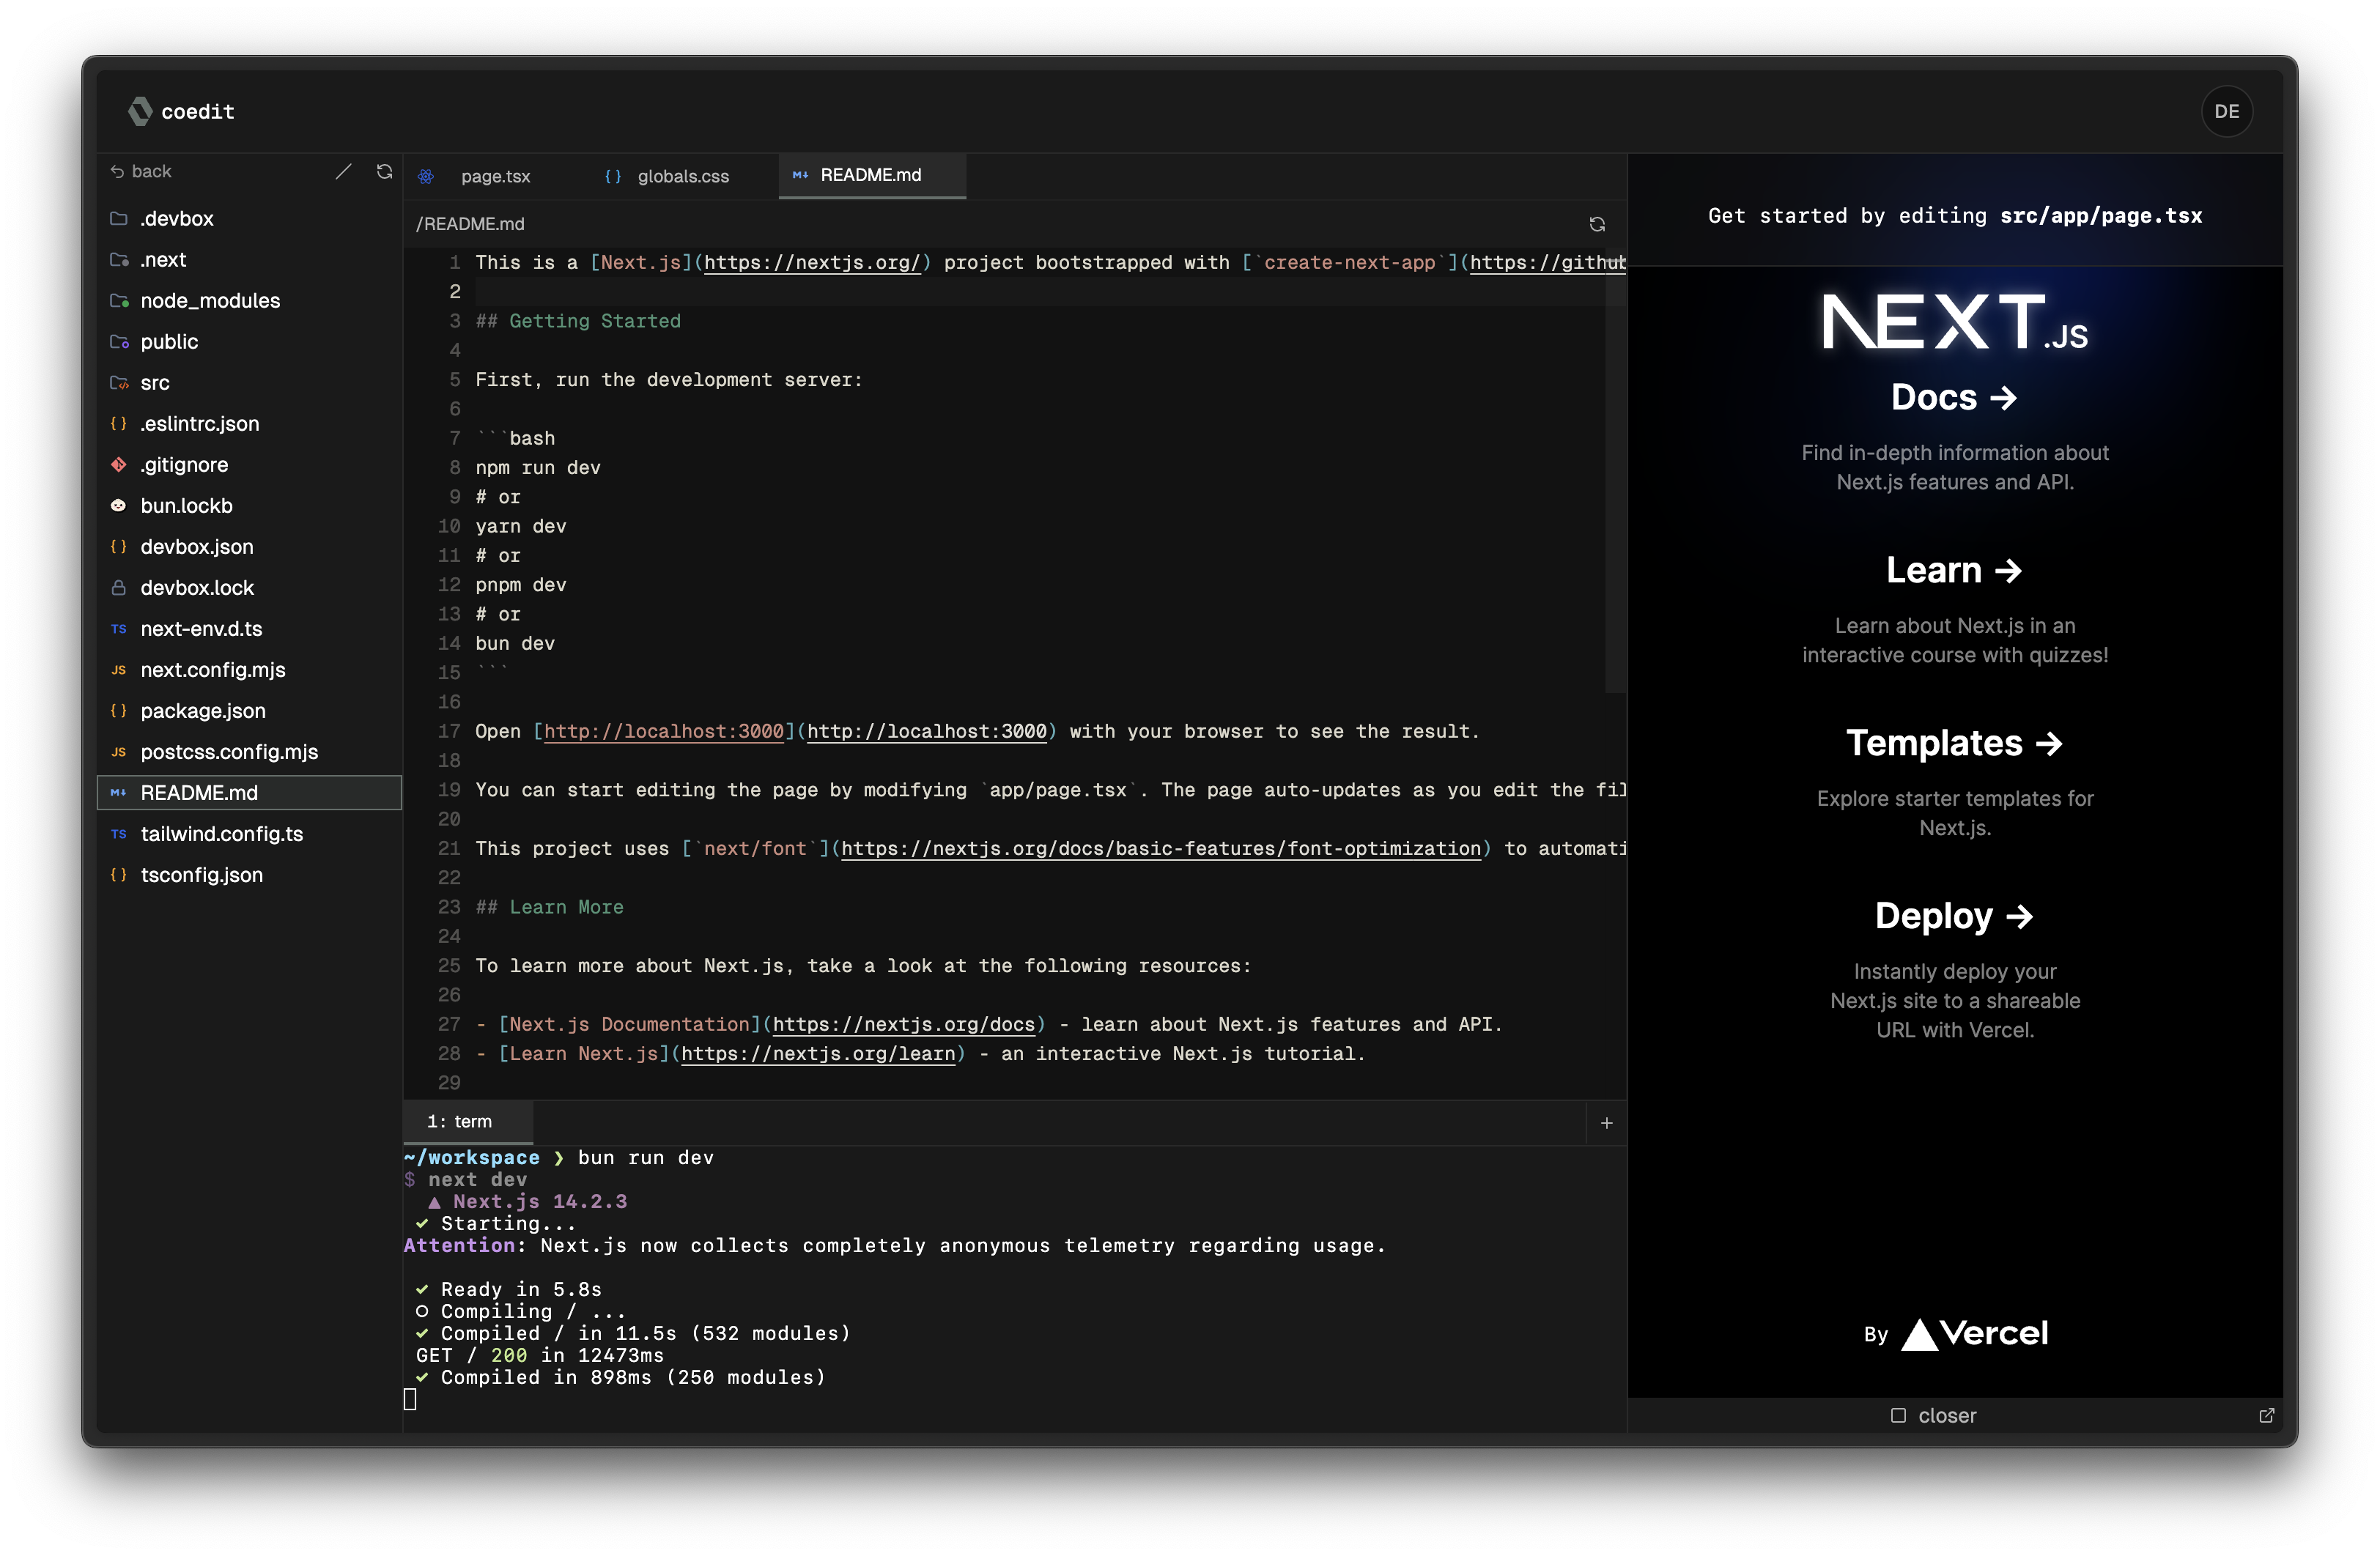 coedit
DE
back
.devbox
.next
node_modules
public
src
.eslintrc.json
.gitignore
bun.lockb
devbox.json
devbox.lock
next-env.d.ts
next.config.mjs
package.json
postcss.config.mjs
README.md
tailwind.config.ts
tsconfig.json
page.tsx
globals.css
README.md
/README.md
1 This is a [Next.js](https://nextjs.org/) project bootstrapped with [`create-next-app`](https://github
2
3 ## Getting Started
4
5 First, run the development server:
6
7 ```bash
8 npm run dev
9 # or
10 yarn dev
11 # or
12 pnpm dev
13 # or
14 bun dev
15 ```
16
17 Open [http://localhost:3000](http://localhost:3000) with your browser to see the result.
18
19 You can start editing the page by modifying `app/page.tsx`. The page auto-updates as you edit the fil
20
21 This project uses [`next/font`](https://nextjs.org/docs/basic-features/font-optimization) to automati
22
23 ## Learn More
24
25 To learn more about Next.js, take a look at the following resources:
26
27 - [Next.js Documentation](https://nextjs.org/docs) - learn about Next.js features and API.
28 - [Learn Next.js](https://nextjs.org/learn) - an interactive Next.js tutorial.
29
1: term
+
~/workspace ❯ bun run dev
$ next dev
▲ Next.js 14.2.3
✓ Starting...
Attention: Next.js now collects completely anonymous telemetry regarding usage.
✓ Ready in 5.8s
○ Compiling / ...
✓ Compiled / in 11.5s (532 modules)
GET / 200 in 12473ms
✓ Compiled in 898ms (250 modules)
Get started by editing src/app/page.tsx
NEXT.JS
Docs →
Find in-depth information about
Next.js features and API.
Learn →
Learn about Next.js in an
interactive course with quizzes!
Templates →
Explore starter templates for
Next.js.
Deploy →
Instantly deploy your
Next.js site to a shareable
URL with Vercel.
By Vercel
closer